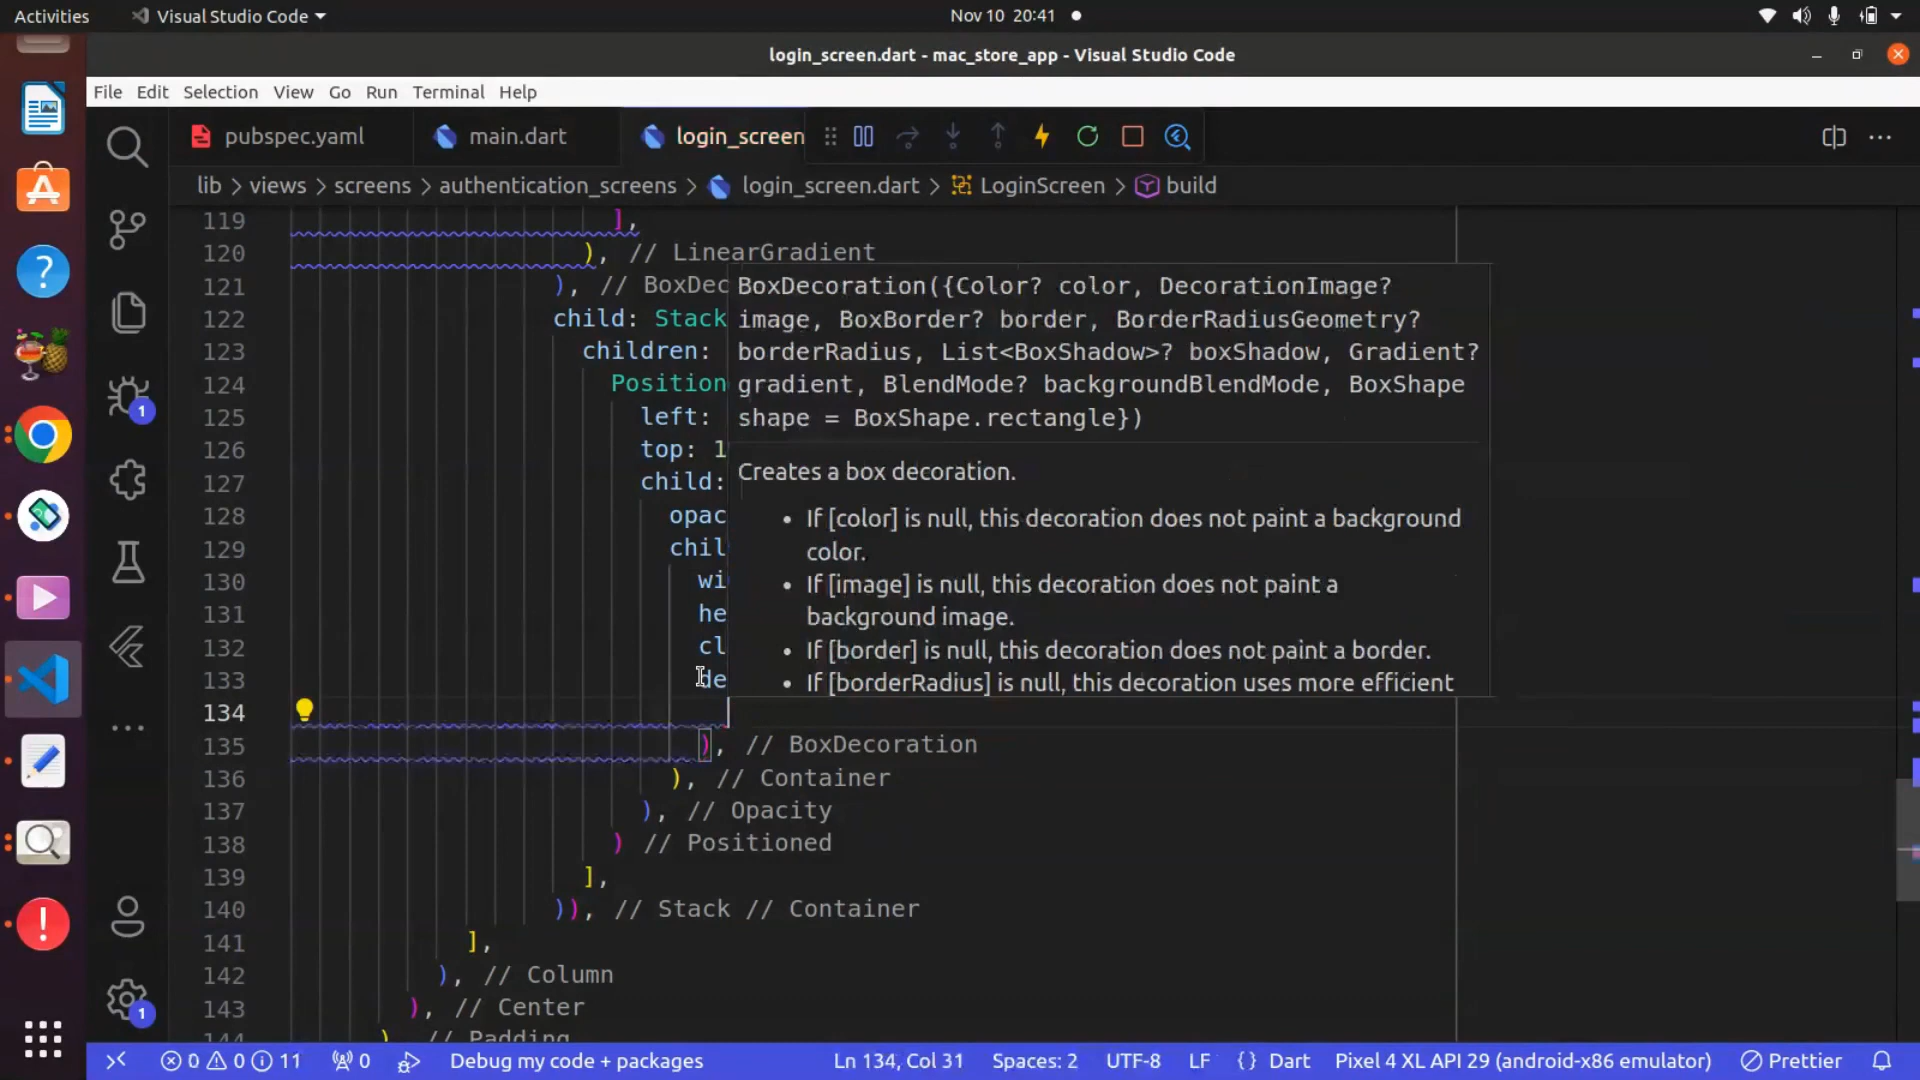 Activities Visual Studio Code Nov 10 20:41
login_screen.dart - mac_store_app - Visual Studio Code
File Edit Selection View Go Run Terminal Help
pubspec.yaml main.dart login_screen
lib > views > screens > authentication_screens > login_screen.dart > LoginScreen > build
119 ],
120 ), // LinearGradient
121 ), // BoxDec
122 child: Stack
123 children:
124 Position
125 left:
126 top: 1
127 child:
128 opac
129 chil
130 wi
131 he
132 cl
133 de
134
135 ), // BoxDecoration
136 ), // Container
137 ), // Opacity
138 ) // Positioned
139 ],
140 )), // Stack // Container
141 ],
142 ), // Column
143 ), // Center
144 ), // Padding
BoxDecoration({Color? color, DecorationImage?
image, BoxBorder? border, BorderRadiusGeometry?
borderRadius, List<BoxShadow>? boxShadow, Gradient?
gradient, BlendMode? backgroundBlendMode, BoxShape
shape = BoxShape.rectangle})
Creates a box decoration.
• If [color] is null, this decoration does not paint a background
color.
• If [image] is null, this decoration does not paint a
background image.
• If [border] is null, this decoration does not paint a border.
• If [borderRadius] is null, this decoration uses more efficient
1
1
0 0 11 0 Debug my code + packages Ln 134, Col 31 Spaces: 2 UTF-8 LF {} Dart Pixel 4 XL API 29 (android-x86 emulator) Prettier